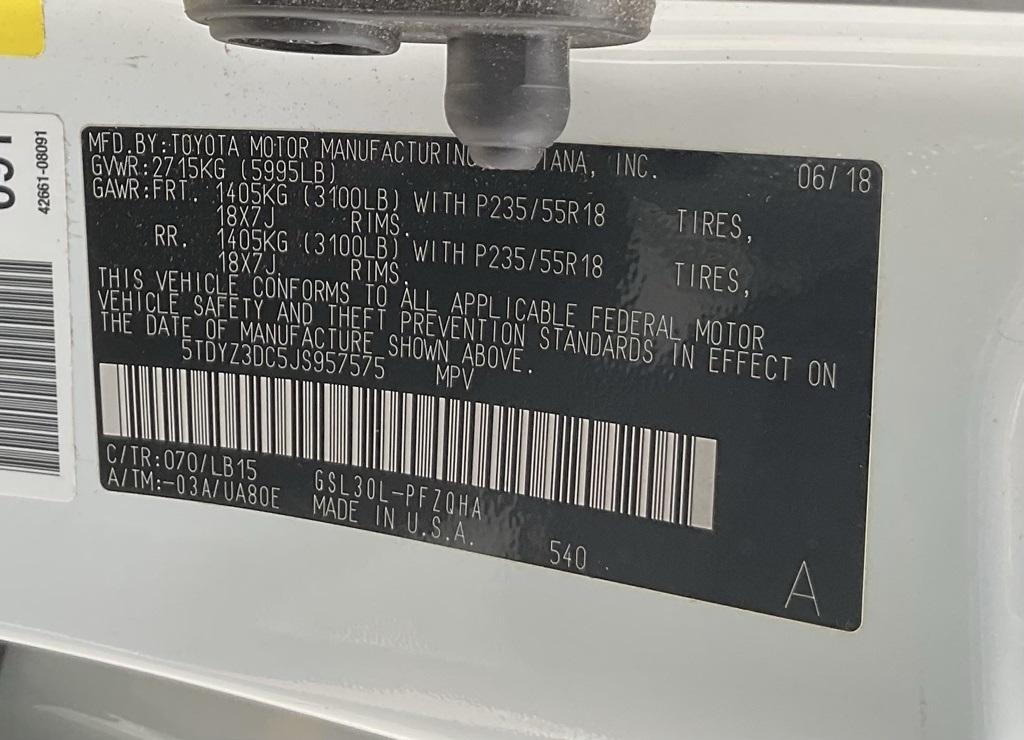 42661-08091
MFD. BY: TOYOTA MOTOR MANUFACTURING TANA, INC. 06/18
GVWR: 2715KG (5995LB)
GAWR: FRT. 1405KG (3100LB) WITH P235/55R18 TIRES,
18X7J RIMS.
RR. 1405KG (3100LB) WITH P235/55R18 TIRES,
18X7J RIMS.
THIS VEHICLE CONFORMS TO ALL APPLICABLE FEDERAL MOTOR
VEHICLE SAFETY AND THEFT PREVENTION STANDARDS IN EFFECT ON
THE DATE OF MANUFACTURE SHOWN ABOVE.
5TDYZ3DC5JS957575 MPV
C/TR:070/LB15 GSL30L-PFZQHA
A/TM:-03A/UA80E MADE IN U.S.A.
540
A